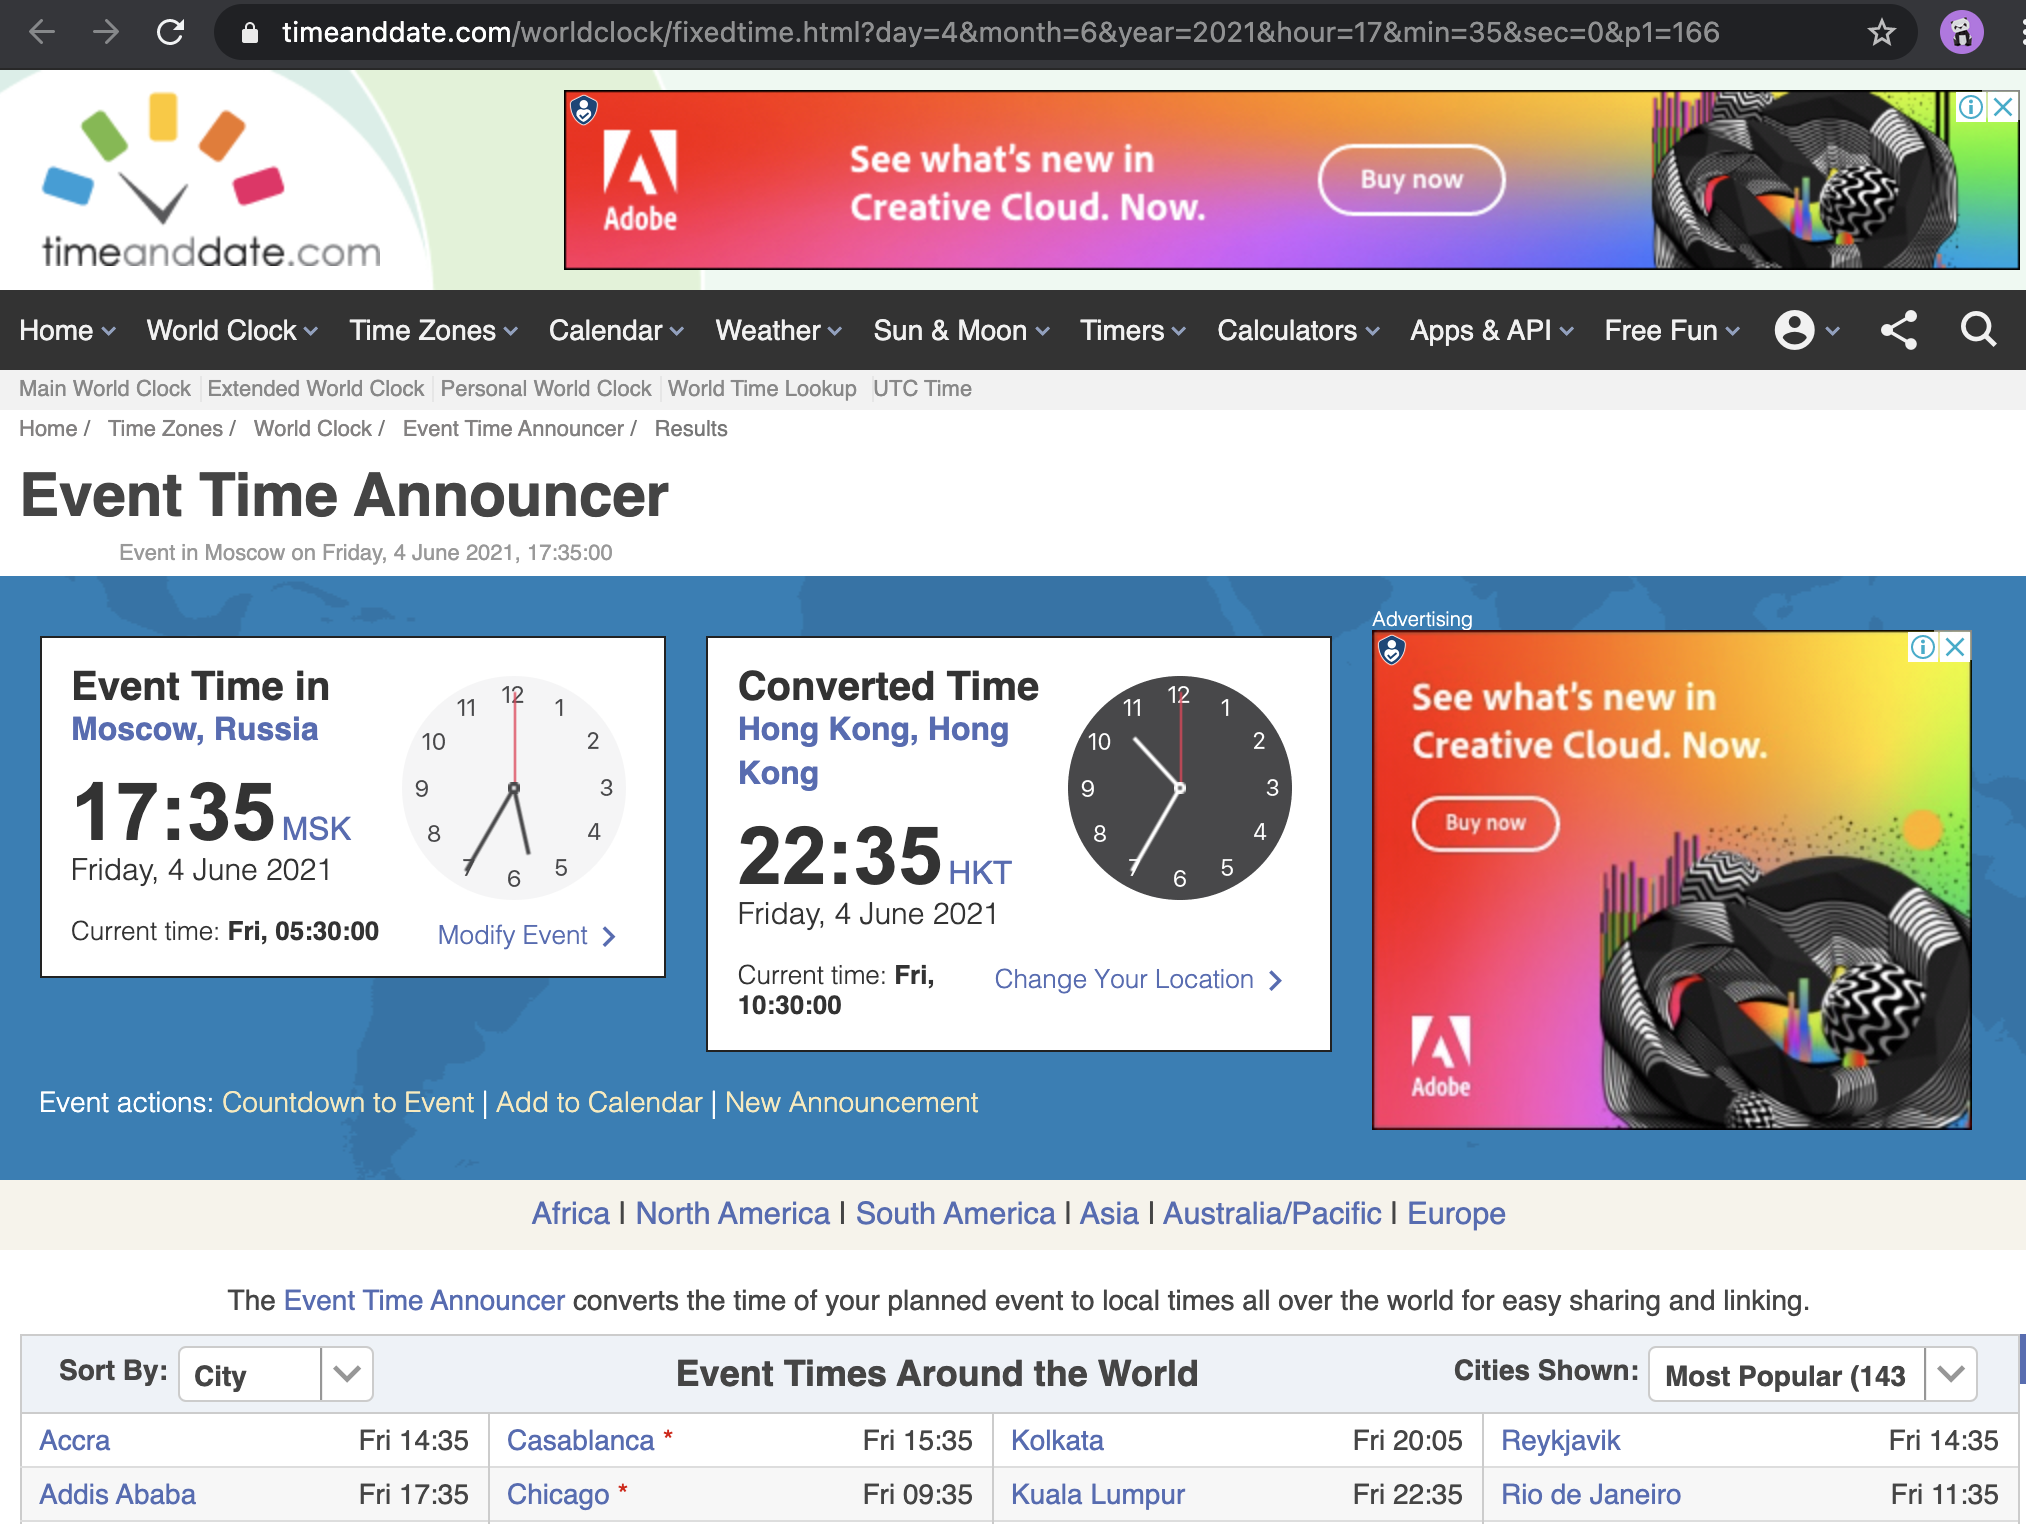 timeanddate.com/worldclock/fixedtime.html?day=4&month=6&year=2021&hour=17&min=35&sec=0&p1=166
timeanddate.com
Adobe
See what's new in
Creative Cloud. Now.
Buy now
Home World Clock Time Zones Calendar Weather Sun & Moon Timers Calculators Apps & API Free Fun
Main World Clock Extended World Clock Personal World Clock World Time Lookup UTC Time
Home / Time Zones / World Clock / Event Time Announcer / Results
Event Time Announcer
Event in Moscow on Friday, 4 June 2021, 17:35:00
Event Time in
Moscow, Russia
17:35 MSK
Friday, 4 June 2021
Current time: Fri, 05:30:00
Modify Event
12 1 2 3 4 5 6 7 8 9 10 11
Converted Time
Hong Kong, Hong
Kong
22:35 HKT
Friday, 4 June 2021
Current time: Fri,
10:30:00
Change Your Location
12 1 2 3 4 5 6 7 8 9 10 11
Advertising
See what's new in
Creative Cloud. Now.
Buy now
Adobe
Event actions: Countdown to Event | Add to Calendar | New Announcement
Africa | North America | South America | Asia | Australia/Pacific | Europe
The Event Time Announcer converts the time of your planned event to local times all over the world for easy sharing and linking.
Sort By: City Event Times Around the World Cities Shown: Most Popular (143
Accra Fri 14:35 Casablanca * Fri 15:35 Kolkata Fri 20:05 Reykjavik Fri 14:35
Addis Ababa Fri 17:35 Chicago * Fri 09:35 Kuala Lumpur Fri 22:35 Rio de Janeiro Fri 11:35